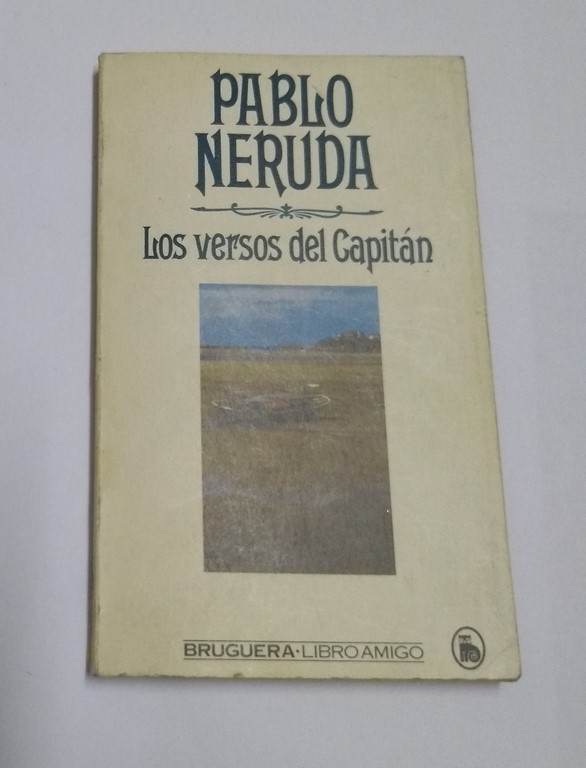 PABLO
NERUDA
Los versos del Capitán
BRUGUERA·LIBRO AMIGO